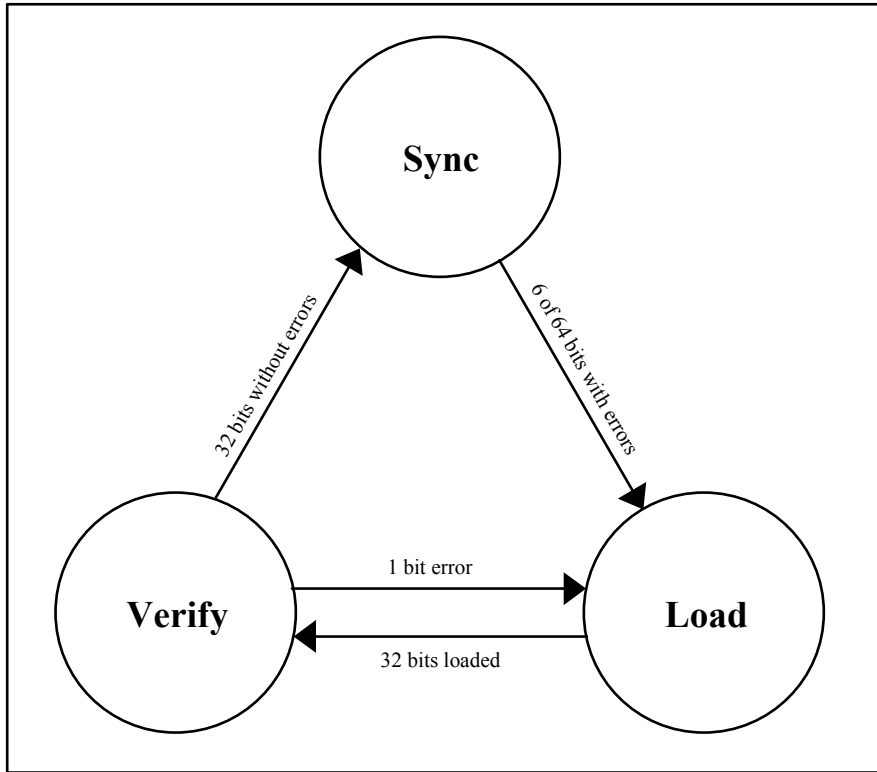 Sync
32 bits without errors
6 of 64 bits with errors
1 bit error
Verify
Load
32 bits loaded